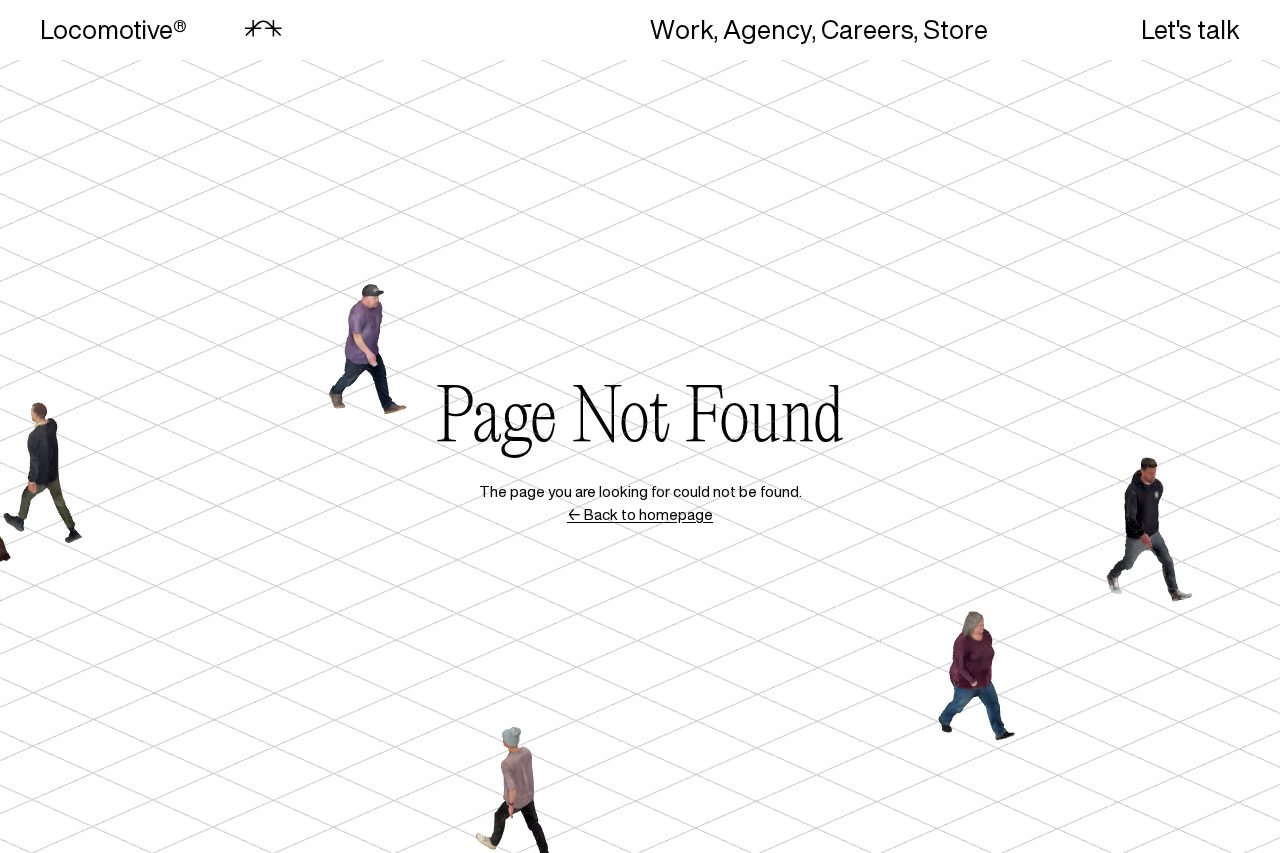 Locomotive®
Work, Agency, Careers, Store
Let's talk
Page Not Found
The page you are looking for could not be found.
← Back to homepage